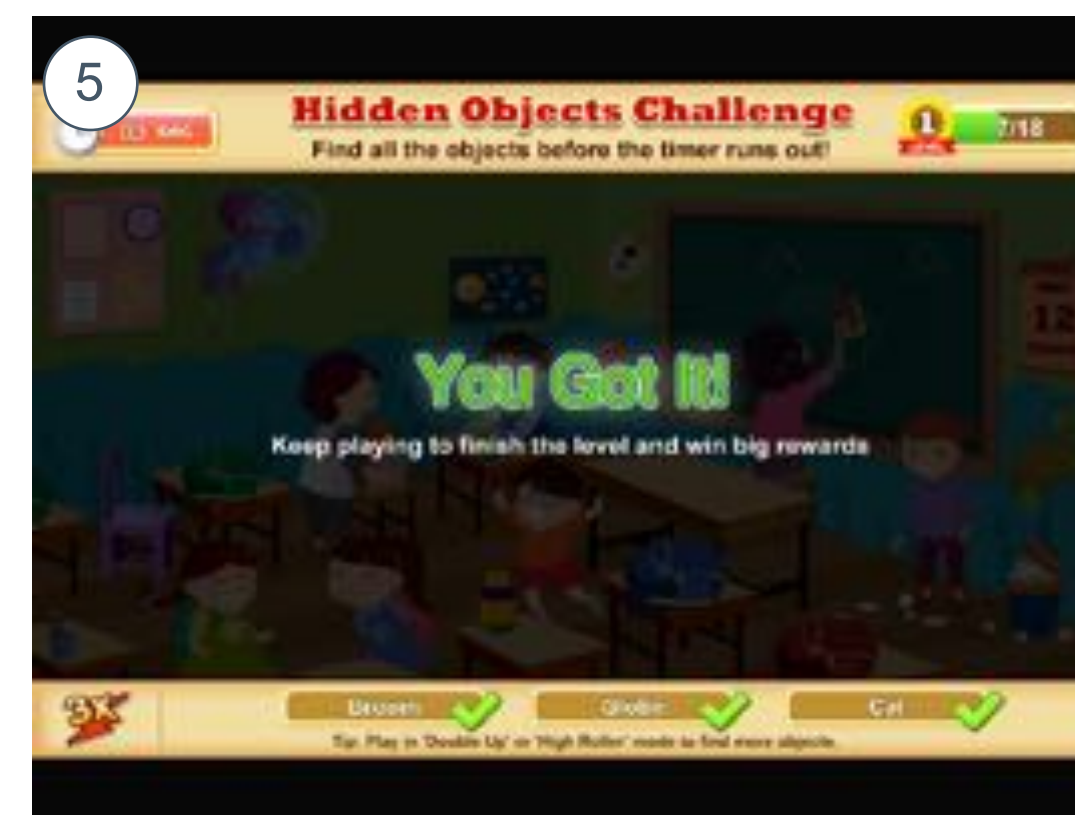 5
Hidden Objects Challenge
Find all the objects before the timer runs out!
1
7/18
12
You Got It!
Keep playing to finish the level and win big rewards
3X
Broom
Globe
Cat
Tip: Play in 'Double Up' or 'High Roller' mode to find more objects.